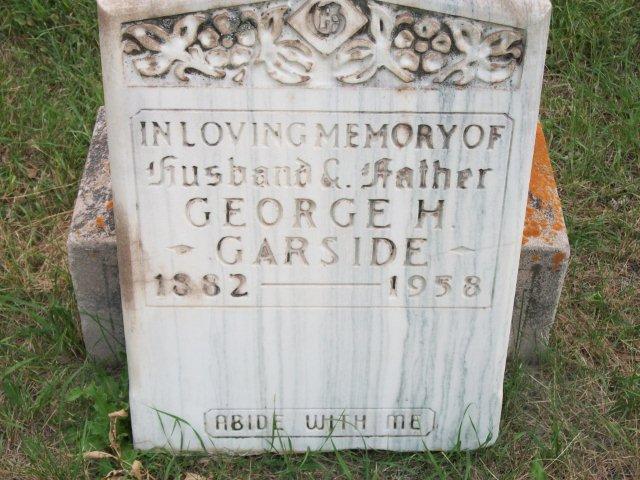 G
IN LOVING MEMORY OF
Husband & Father
GEORGE H.
GARSIDE
1882 — 1958
ABIDE WITH ME